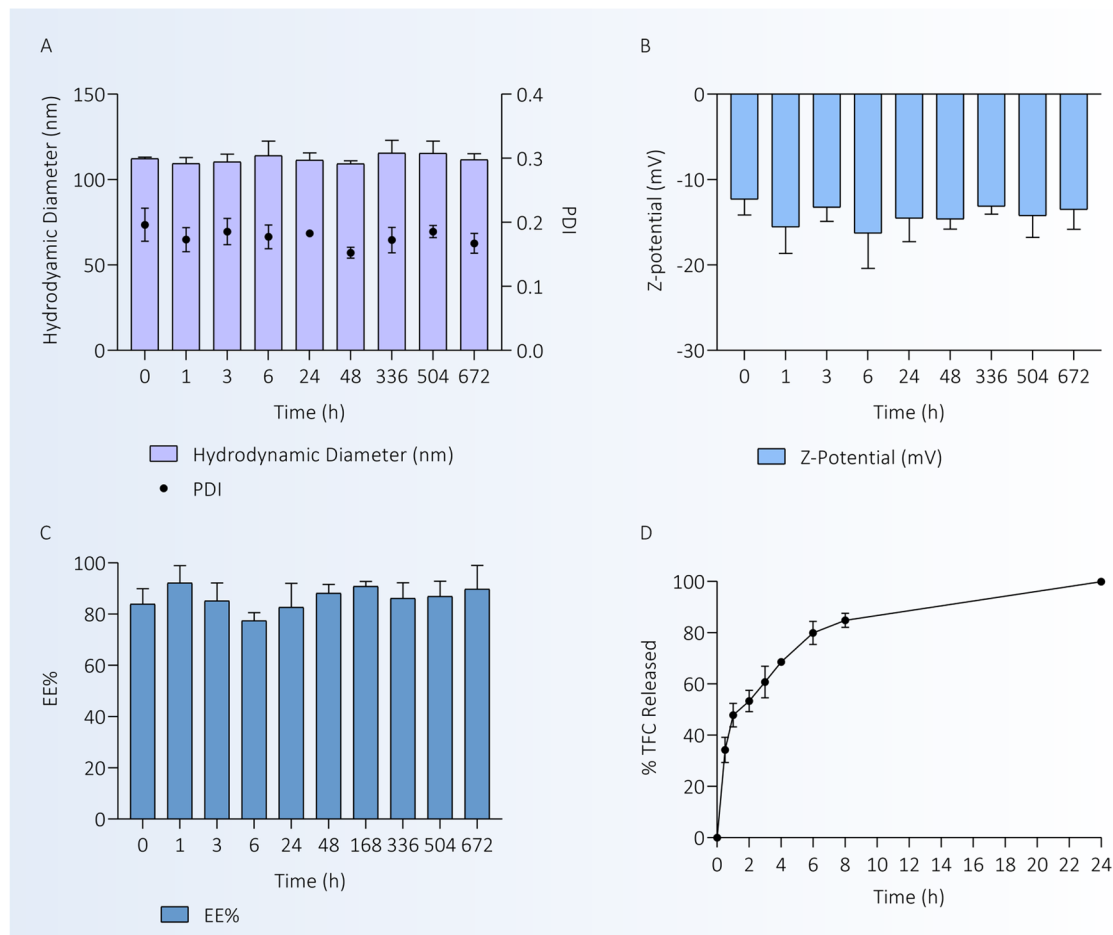 A
Hydrodyamic Diameter (nm)
150
100
50
0
0.4
0.3
0.2
0.1
0.0
PDI
0 1 3 6 24 48 336 504 672
Time (h)
Hydrodynamic Diameter (nm)
PDI
B
Z-potential (mV)
0
-10
-20
-30
0 1 3 6 24 48 336 504 672
Time (h)
Z-Potential (mV)
C
EE%
100
80
60
40
20
0
0 1 3 6 24 48 168 336 504 672
Time (h)
EE%
D
% TFC Released
100
80
60
40
20
0
0 2 4 6 8 10 12 14 16 18 20 22 24
Time (h)